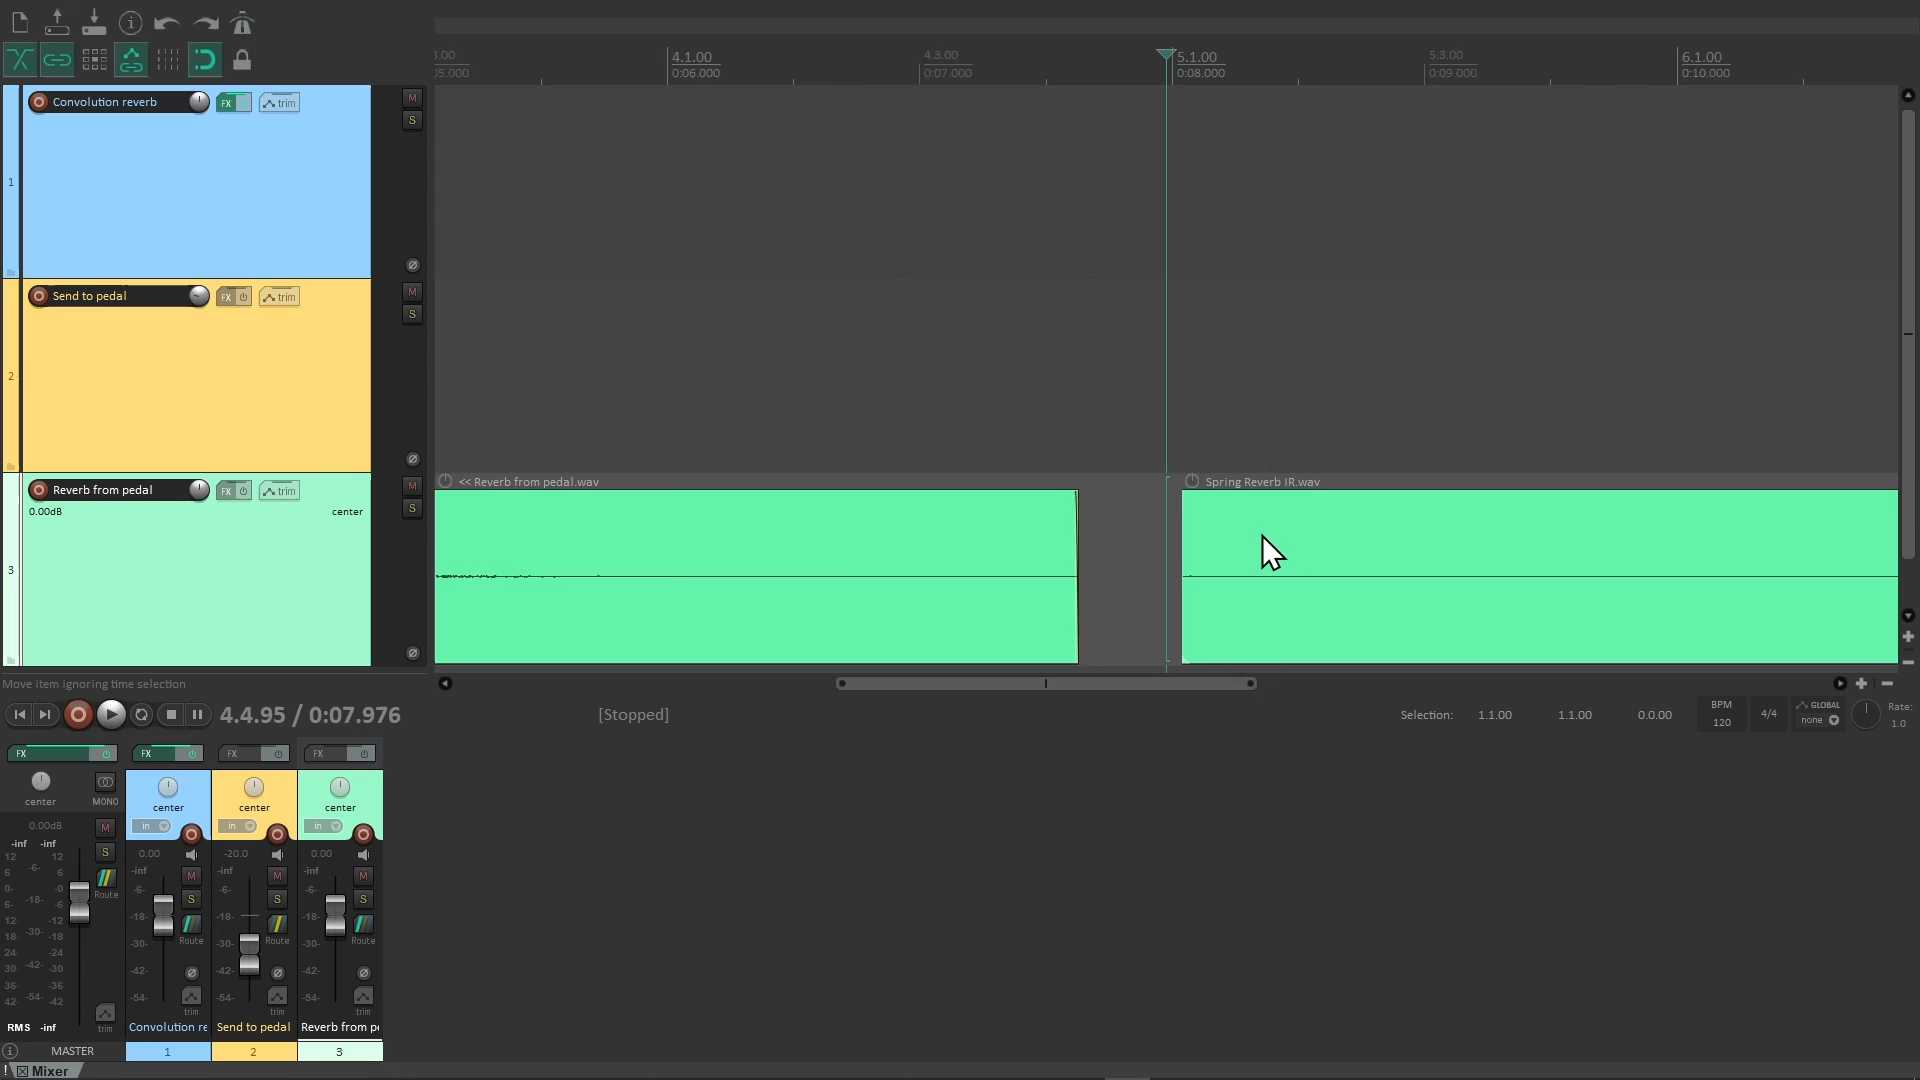 4.1.00
4.3.00
5.1.00
5.3.00
6.1.00
0:06.000
0:07.000
0:08.000
0:09.000
0:10.000
Convolution reverb
FX
trim
M
S
1
Send to pedal
FX
trim
M
S
2
<< Reverb from pedal.wav
Spring Reverb IR.wav
Reverb from pedal
FX
trim
M
S
0.00dB
center
3
Move item ignoring time selection
4.4.95 / 0:07.976
[Stopped]
Selection:
1.1.00
1.1.00
0.0.00
BPM
120
4/4
GLOBAL
none
Rate:
1.0
FX
FX
FX
FX
center
MONO
center
center
center
in
in
in
0.00dB
0.00
-20.0
0.00
-inf -inf
-inf
-inf
-inf
M
S
Route
M
S
Route
M
S
Route
M
S
Route
12 12
6 -6- 6
0- -0
6- -18- -6
12- -12
18- -30- -18
24- -24
30- -42- -30
36- -36
42- -54- -42
-6-
-18-
-30-
-42-
-54-
-6-
-18-
-30-
-42-
-54-
-6-
-18-
-30-
-42-
-54-
trim
trim
trim
trim
RMS -inf
Convolution re
Send to pedal
Reverb from pe
MASTER
1
2
3
! Mixer